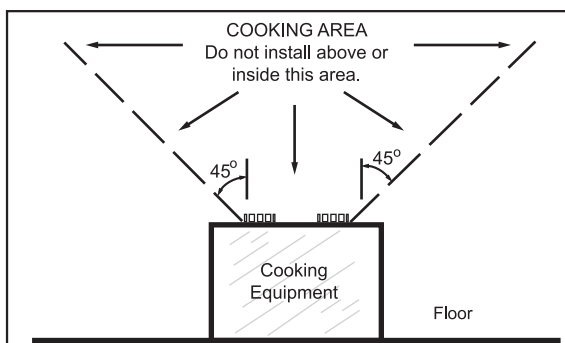 COOKING AREA
Do not install above or
inside this area.
45°
45°
Cooking
Equipment
Floor